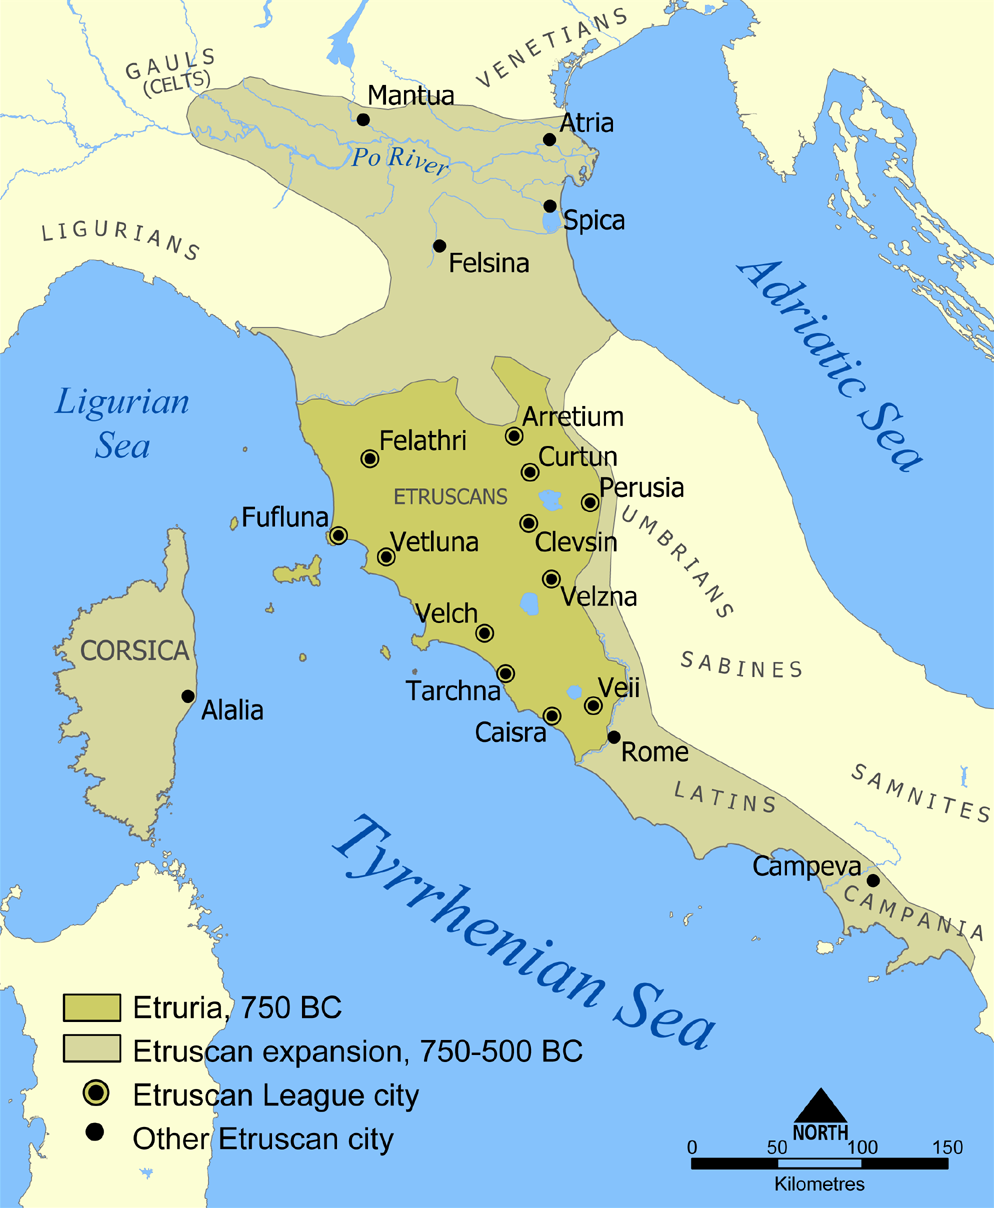 VENETIANS
GAULS
(CELTS)
Mantua
Atria
Po River
Spica
LIGURIANS
Felsina
Adriatic Sea
Ligurian
Sea
Arretium
Felathri
Curtun
ETRUSCANS
Perusia
Fufluna
UMBRIANS
Vetluna
Clevsin
Velzna
Velch
CORSICA
SABINES
Tarchna
Veii
Alalia
Caisra
Rome
LATINS
SAMNITES
Tyrrhenian Sea
Campeva
CAMPANIA
Etruria, 750 BC
Etruscan expansion, 750-500 BC
Etruscan League city
Other Etruscan city
NORTH
0 50 100 150
Kilometres